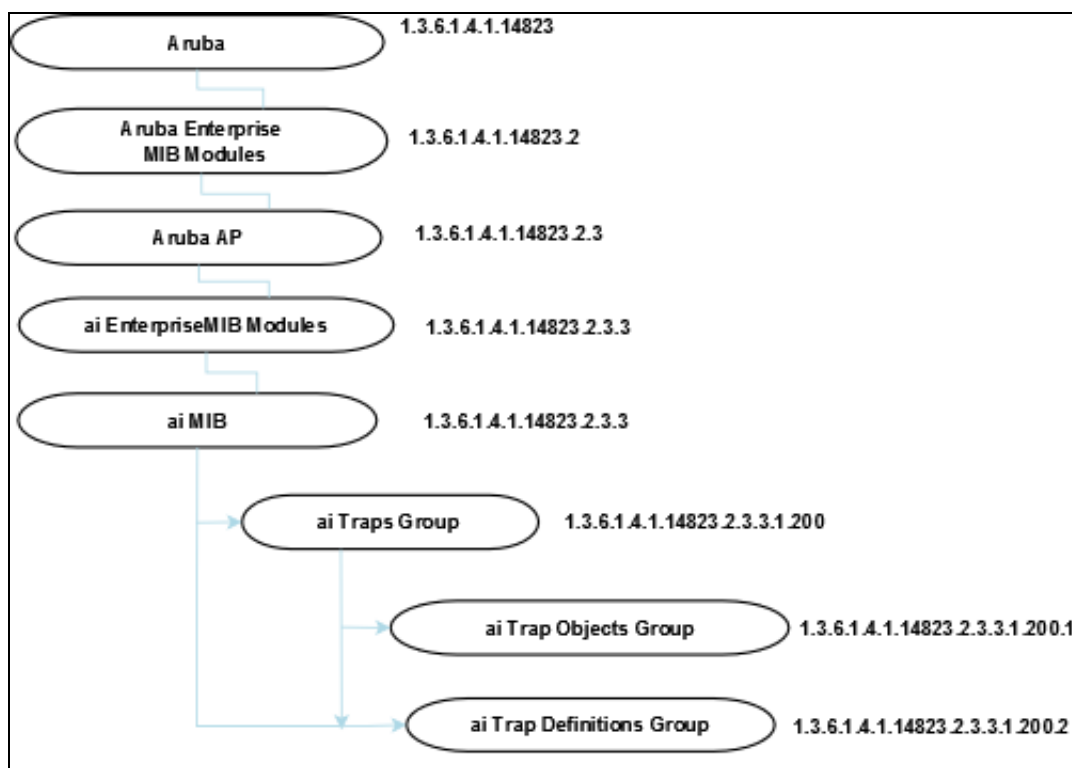 Aruba
1.3.6.1.4.1.14823
Aruba Enterprise
MIB Modules
1.3.6.1.4.1.14823.2
Aruba AP
1.3.6.1.4.1.14823.2.3
ai EnterpriseMIB Modules
1.3.6.1.4.1.14823.2.3.3
ai MIB
1.3.6.1.4.1.14823.2.3.3
ai Traps Group
1.3.6.1.4.1.14823.2.3.3.1.200
ai Trap Objects Group
1.3.6.1.4.1.14823.2.3.3.1.200.1
ai Trap Definitions Group
1.3.6.1.4.1.14823.2.3.3.1.200.2